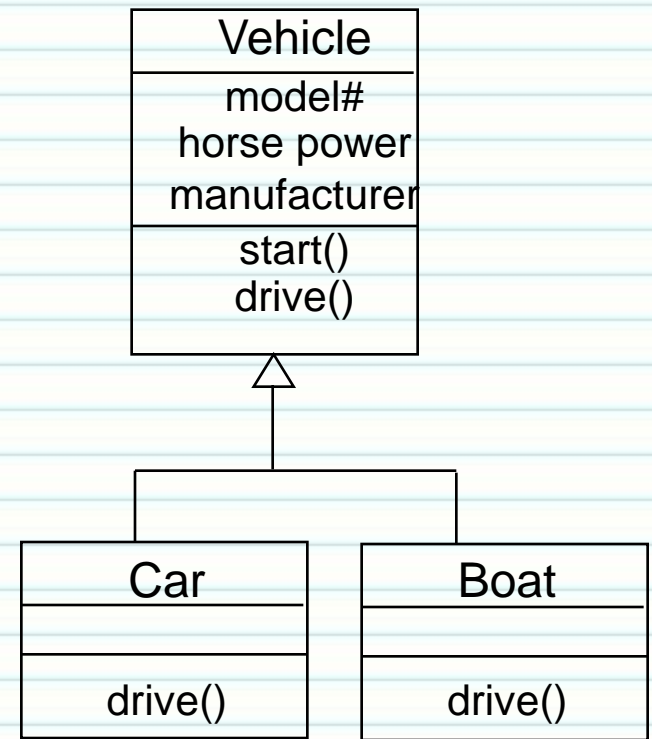 Vehicle
model#
horse power
manufacturer
start()
drive()
Car
drive()
Boat
drive()